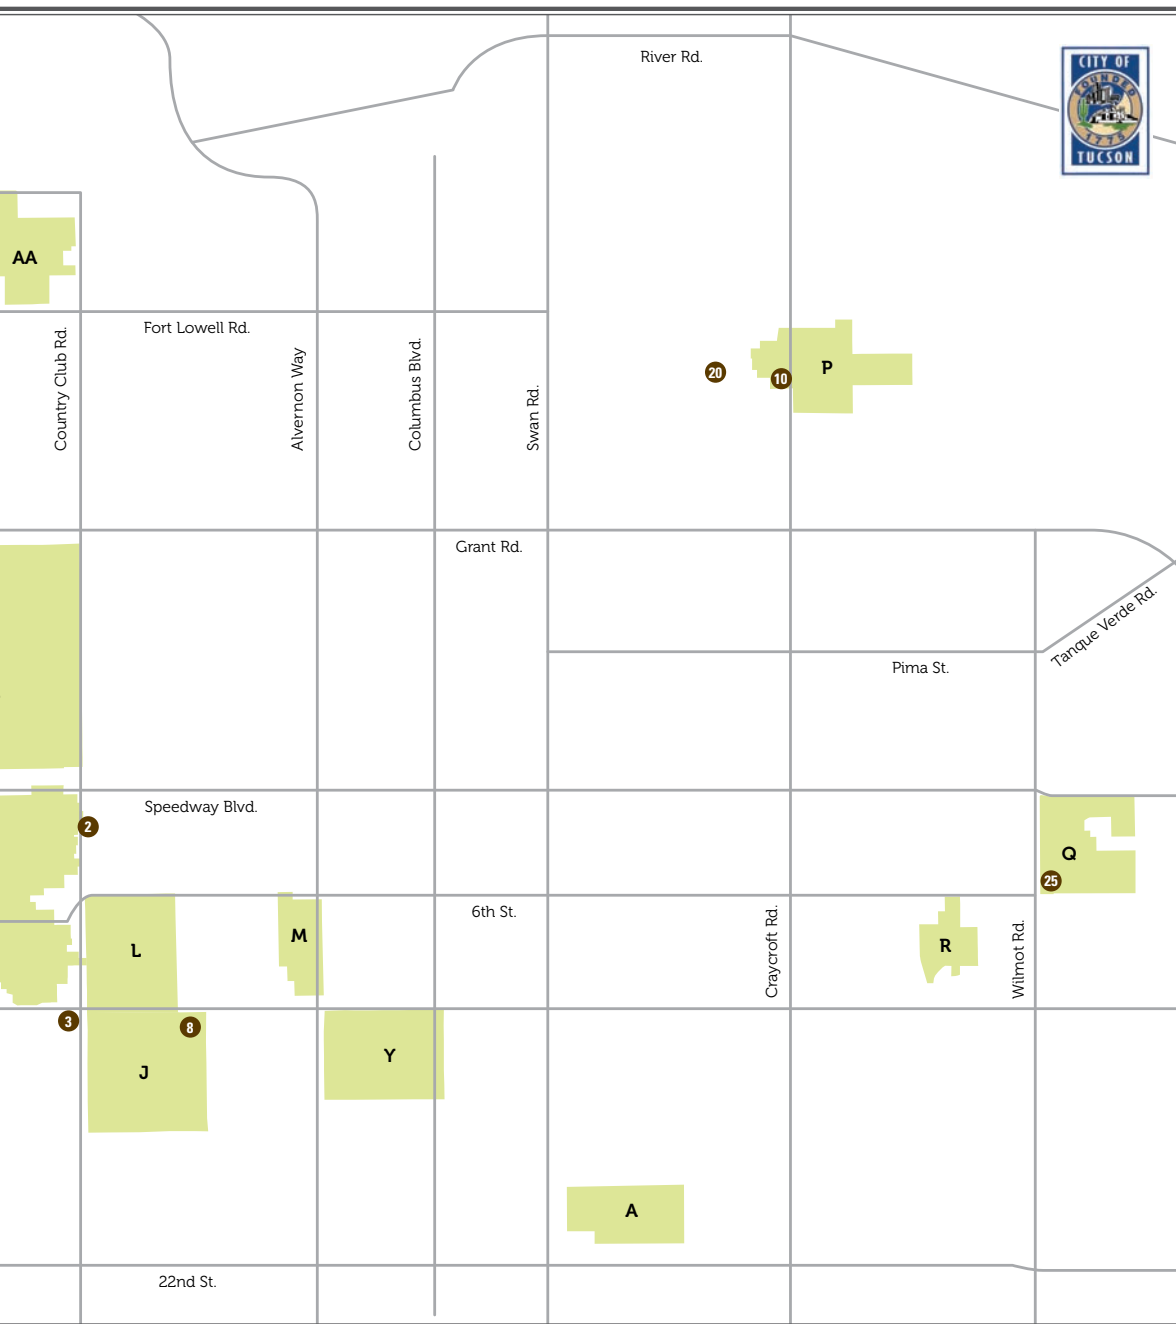 River Rd.
CITY OF
FOUNDED
1775
TUCSON
AA
Fort Lowell Rd.
Country Club Rd.
Alvernon Way
Columbus Blvd.
Swan Rd.
20
10
P
Grant Rd.
Tanque Verde Rd.
Pima St.
Speedway Blvd.
2
Q
25
6th St.
M
L
R
Craycroft Rd.
Wilmot Rd.
3
8
Y
J
A
22nd St.